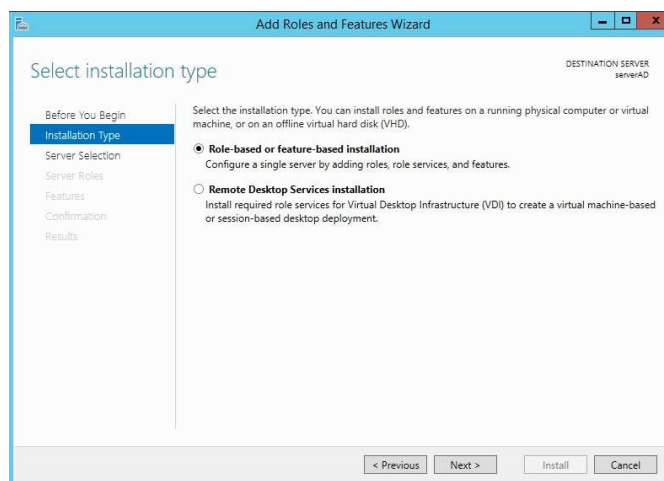 Add Roles and Features Wizard
Select installation type
DESTINATION SERVER
serverAD
Before You Begin
Installation Type
Server Selection
Server Roles
Features
Confirmation
Results
Select the installation type. You can install roles and features on a running physical computer or virtual
machine, or on an offline virtual hard disk (VHD).
Role-based or feature-based installation
Configure a single server by adding roles, role services, and features.
Remote Desktop Services installation
Install required role services for Virtual Desktop Infrastructure (VDI) to create a virtual machine-based
or session-based desktop deployment.
< Previous Next > Install Cancel